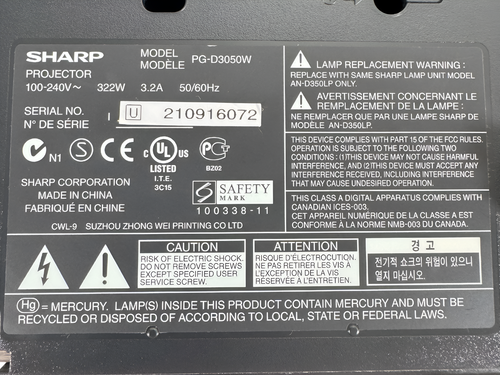 SHARP
PROJECTOR
100-240V～ 322W 3.2A 50/60Hz
MODEL
MODÈLE PG-D3050W
SERIAL NO.
N° DE SÉRIE
I U 210916072
N1 S CE UL US
LISTED
I.T.E.
3C15
BZ02
SHARP CORPORATION
MADE IN CHINA
FABRIQUÉ EN CHINE
S SAFETY
MARK
100338-11
CWL-9 SUZHOU ZHONG WEI PRINTING CO LTD
LAMP REPLACEMENT WARNING :
REPLACE WITH SAME SHARP LAMP UNIT MODEL
AN-D350LP ONLY.
AVERTISSEMENT CONCERNANT LE
REMPLACEMENT DE LA LAMPE :
NE REMPLACER QUE PAR UNE LAMPE SHARP DE MODÈLE
AN-D350LP.
THIS DEVICE COMPLIES WITH PART 15 OF THE FCC RULES
OPERATION IS SUBJECT TO THE FOLLOWING TWO
CONDITIONS : (1)THIS DEVICE MAY NOT CAUSE HARMFUL
INTERFERENCE, AND (2)THIS DEVICE MUST ACCEPT
ANY INTERFERENCE RECEIVED, INCLUDING
INTERFERENCE THAT MAY CAUSE UNDESIRED OPERATION.
THIS CLASS A DIGITAL APPARATUS COMPLIES WITH
CANADIAN ICES-003.
CET APPAREIL NUMÉRIQUE DE LA CLASSE A EST
CONFORME À LA NORME NMB-003 DU CANADA.
CAUTION
RISK OF ELECTRIC SHOCK.
DO NOT REMOVE SCREWS
EXCEPT SPECIFIED USER
SERVICE SCREWS
ATTENTION
RISQUE D'ÉLECTROCUTION.
NE PAS RETIRER LES VIS A
L'EXCEPTION DE LA VIS DE
REGLAGE DE L'UTILISATEUR
경 고
전기적 쇼크의 위험이 있으니
열지 마십시오.
Hg = MERCURY. LAMP(S) INSIDE THIS PRODUCT CONTAIN MERCURY AND MUST BE
RECYCLED OR DISPOSED OF ACCORDING TO LOCAL, STATE OR FEDERAL LAWS.